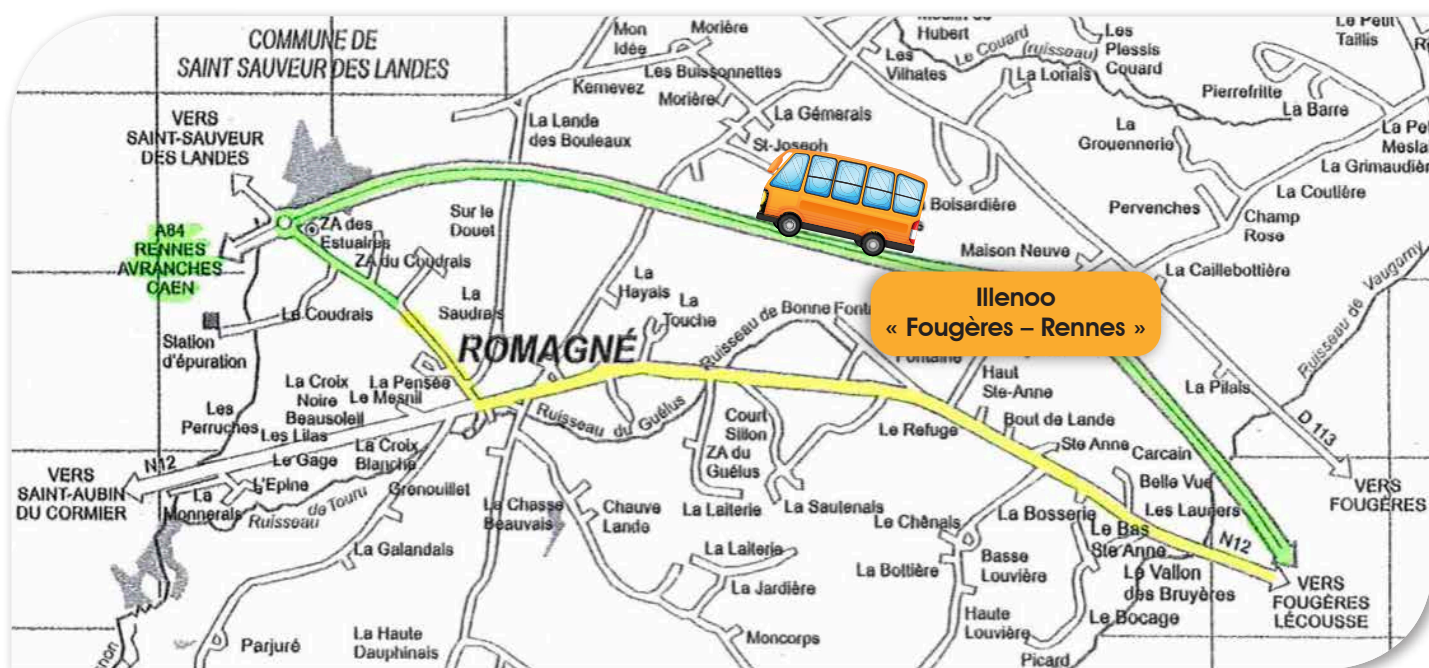 COMMUNE DE
SAINT SAUVEUR DES LANDES
Mon
Idée
Morière
Hubert
Le Couard
(ruisseau)
Les
Plessis
Couard
Le Petit
Taillis
Les Buissonnettes
Kernevez
Morière
Les
Vilhates
La Loriais
Pierrefritte
La Barre
VERS
SAINT-SAUVEUR
DES LANDES
La Lande
des Bouleaux
La Gémerais
St-Joseph
La
Grouennerie
La Grimaudière
La Coutière
A84
RENNES
AVRANCHES
CAEN
ZA des
Estuaires
ZA du Coudrais
Sur le
Douet
Boisardière
Pervenches
Champ
Rose
Maison Neuve
La Caillebottière
Le Coudrais
La
Saudrais
La
Hayais
La
Touche
Ruisseau de Bonne
Illenoo
« Fougères – Rennes »
Fontaine
Ruisseau de Vaugarny
Station
d'épuration
ROMAGNÉ
Haut
Ste-Anne
La Pilais
La Croix
Noire
Beausoleil
La Pensée
Le Mesnil
Les
Perruches
Les Lilas
Ruisseau du Guélus
Court
Sillon
ZA du
Guélus
Le Refuge
Bout de Lande
Ste Anne
Carcain
D 113
VERS
SAINT-AUBIN
DU CORMIER
N12
Le Gage
La Croix
Blanche
L'Epine
La
Monnerais
Ruisseau de Touru
Grenouillet
Le Chasse
Beauvais
Chauve
Lande
La Laiterie
La Sautenais
Belle Vue
Les Lauriers
VERS
FOUGÈRES
Le Chênais
La Bosserie
Le Bas
Ste Anne
N12
La Galandais
La Laiterie
La Bottière
Basse
Louvière
Le Vallon
des Bruyères
VERS
FOUGÈRES
LÉCOUSSE
La Jardière
Haute
Louvière
Le Bocage
Parjuré
La Haute
Dauphinais
Moncorps
Picard